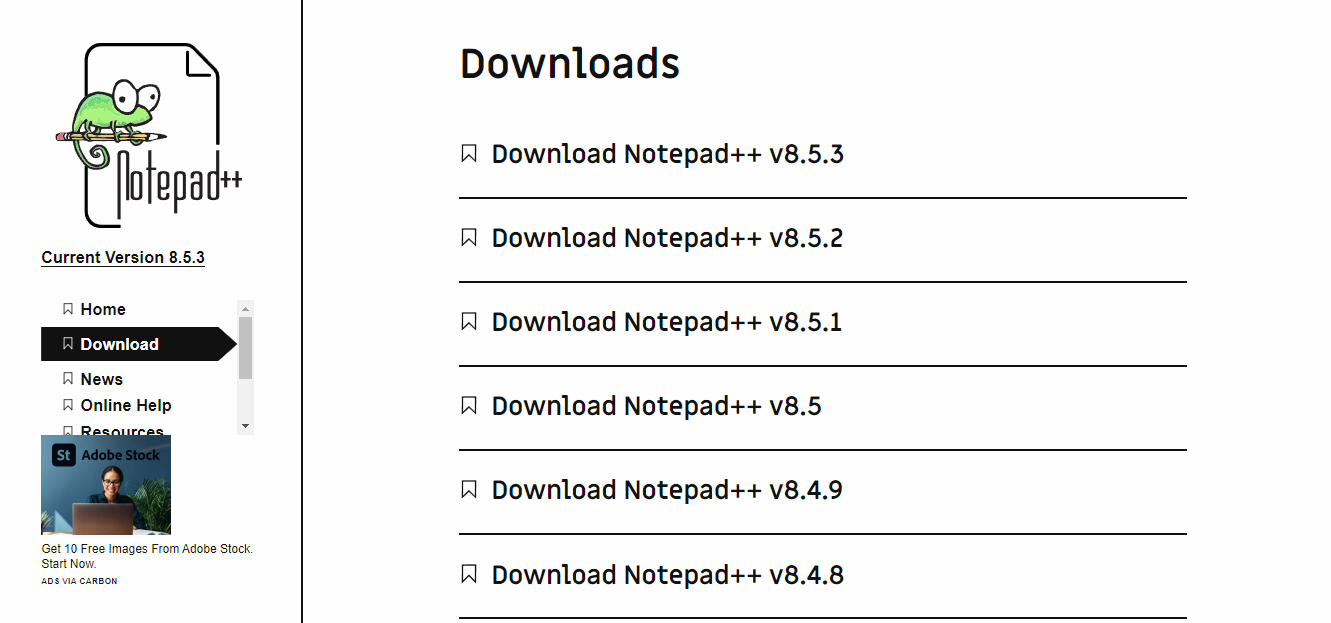 Notepad++
Current Version 8.5.3
Home
Download
News
Online Help
Resources
St Adobe Stock
Get 10 Free Images From Adobe Stock.
Start Now.
ADS VIA CARBON
Downloads
Download Notepad++ v8.5.3
Download Notepad++ v8.5.2
Download Notepad++ v8.5.1
Download Notepad++ v8.5
Download Notepad++ v8.4.9
Download Notepad++ v8.4.8